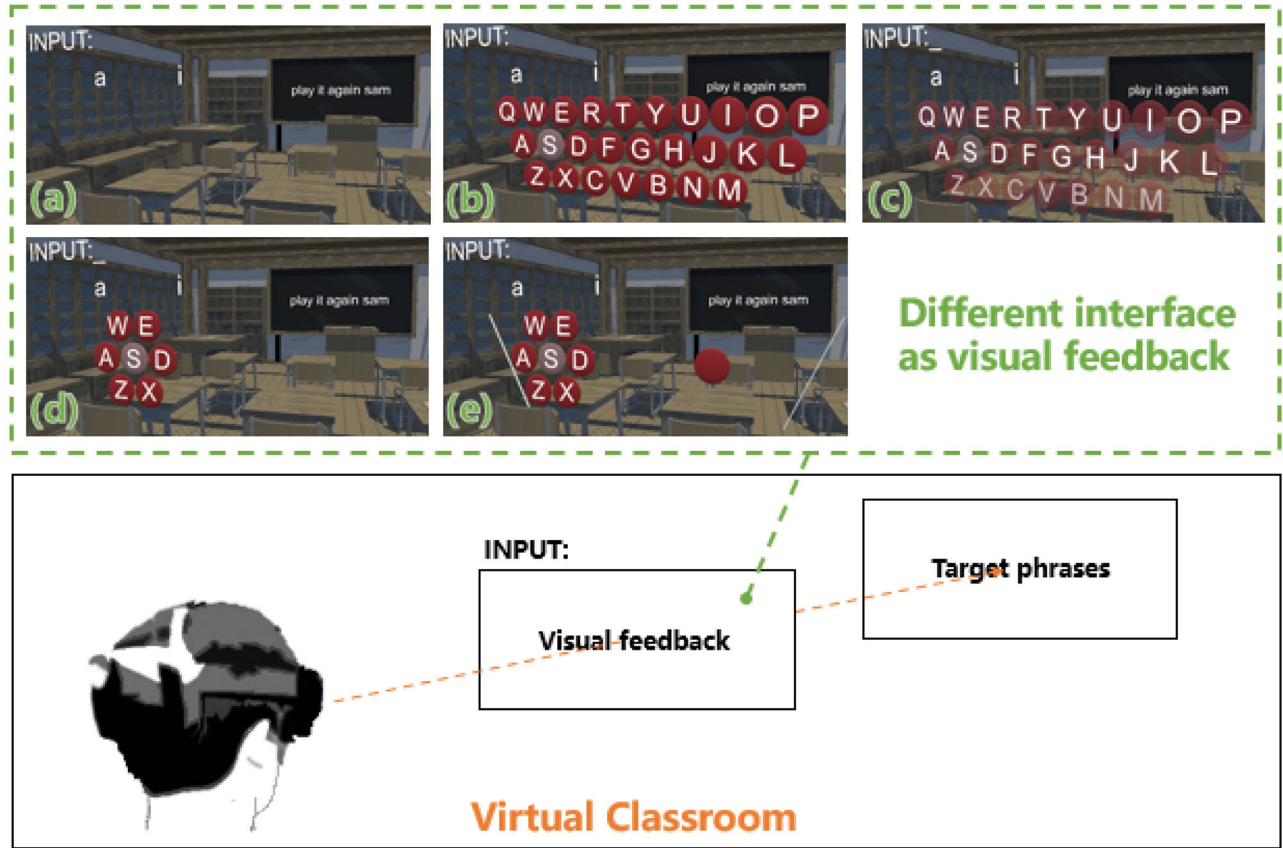 INPUT:
a i
play it again sam
(a)
INPUT:
a i
play it again sam
Q W E R T Y U I O P
A S D F G H J K L
Z X C V B N M
(b)
INPUT:_
a i
play it again sam
Q W E R T Y U I O P
A S D F G H J K L
Z X C V B N M
(c)
INPUT:_
a i
play it again sam
W E
A S D
Z X
(d)
INPUT:
a i
play it again sam
W E
A S D
Z X
(e)
Different interface
as visual feedback
INPUT:
Visual feedback
Target phrases
Virtual Classroom